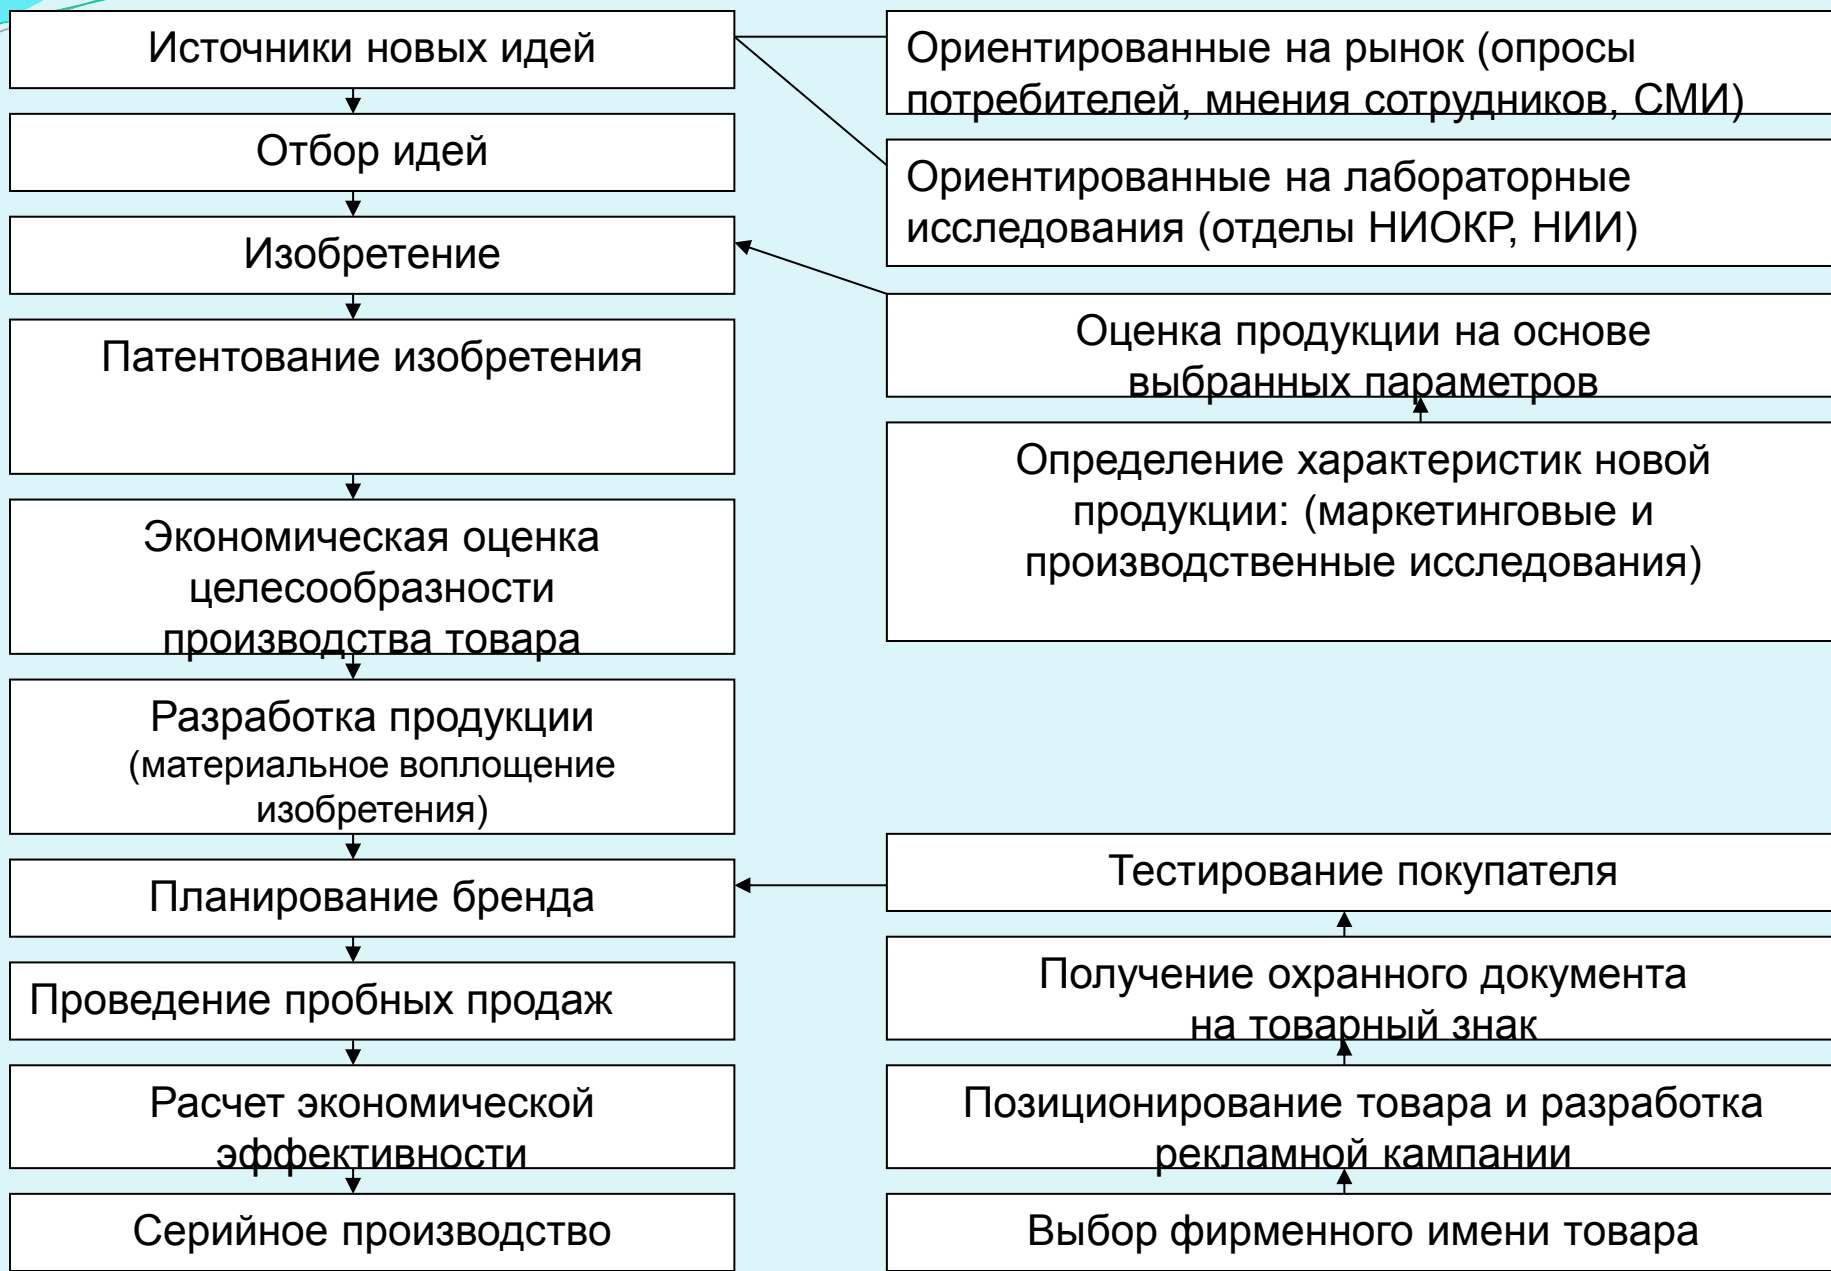 Источники новых идей
Отбор идей
Изобретение
Патентование изобретения
Экономическая оценка
целесообразности
производства товара
Разработка продукции
(материальное воплощение
изобретения)
Планирование бренда
Проведение пробных продаж
Расчет экономической
эффективности
Серийное производство
Ориентированные на рынок (опросы
потребителей, мнения сотрудников, СМИ)
Ориентированные на лабораторные
исследования (отделы НИОКР, НИИ)
Оценка продукции на основе
выбранных параметров
Определение характеристик новой
продукции: (маркетинговые и
производственные исследования)
Тестирование покупателя
Получение охранного документа
на товарный знак
Позиционирование товара и разработка
рекламной кампании
Выбор фирменного имени товара